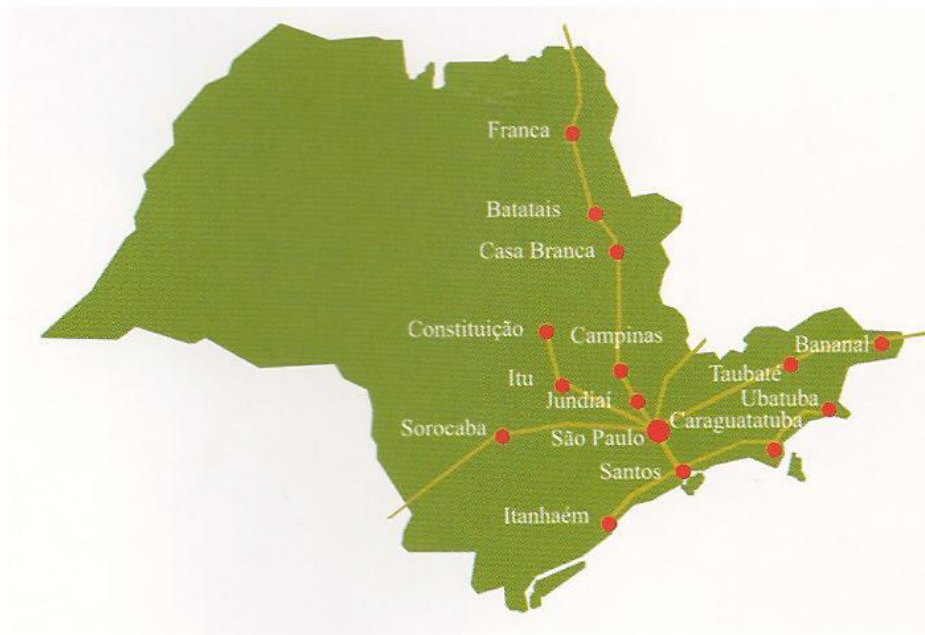 Franca
Batatais
Casa Branca
Constituição
Campinas
Bananal
Taubaté
Itu
Jundiaí
Ubatuba
Caraguatatuba
Sorocaba
São Paulo
Santos
Itanhaém